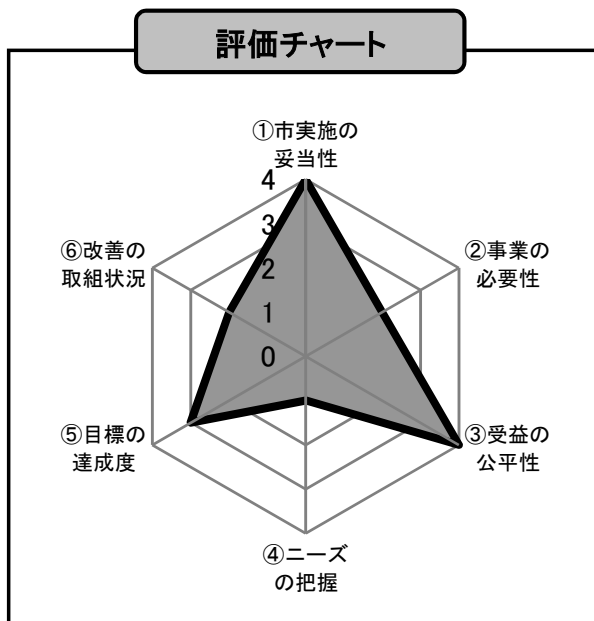 評価チャート
①市実施の
妥当性
②事業の
必要性
③受益の
公平性
④ニーズ
の把握
⑤目標の
達成度
⑥改善の
取組状況
4
3
2
1
0